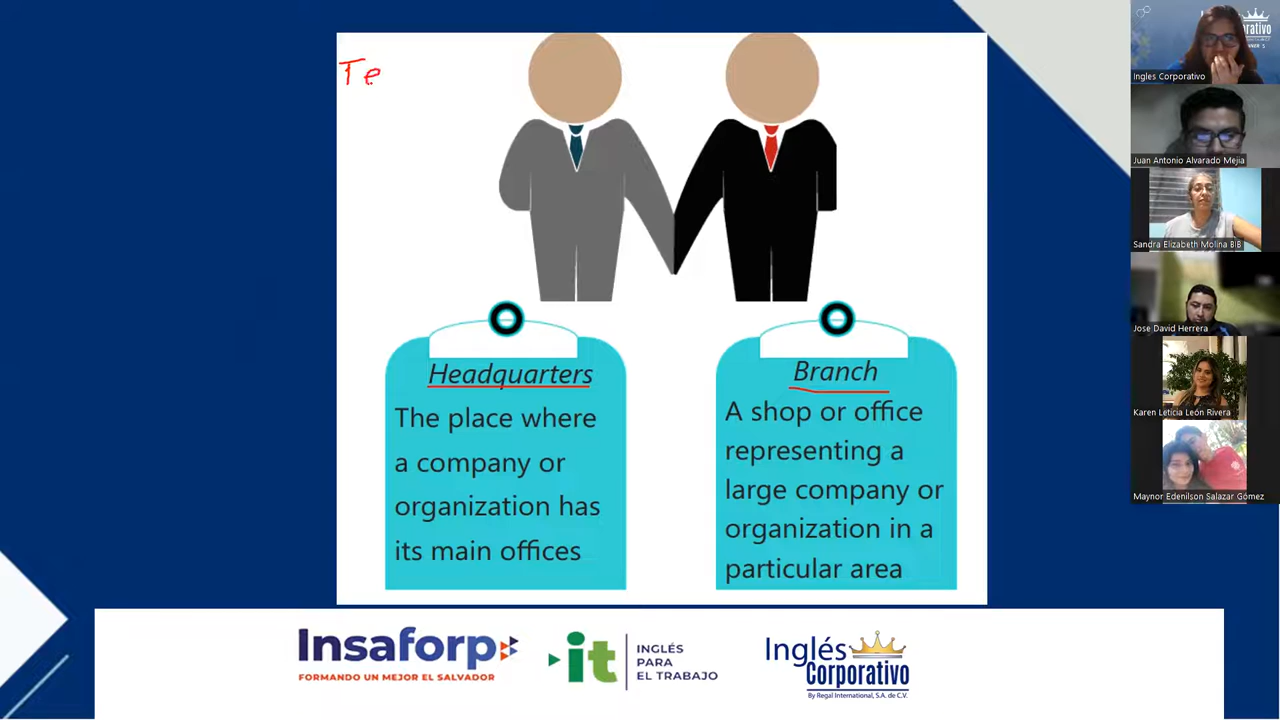 Te
Headquarters
The place where
a company or
organization has
its main offices
Branch
A shop or office
representing a
large company or
organization in a
particular area
Insaforp
FORMANDO UN MEJOR EL SALVADOR
it
INGLÉS
PARA
EL TRABAJO
Inglés
Corporativo
By Regal International, S.A. de C.V.
Ingles Corporativo
Juan Antonio Alvarado Mejia
Sandra Elizabeth Molina BIB
Jose David Herrera
Karen Leticia León Rivera
Maynor Edenilson Salazar Gómez